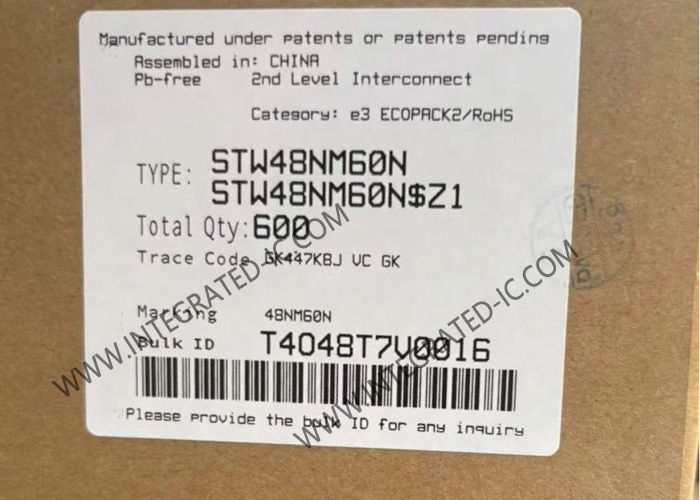 Manufactured under patents or patents pending
Assembled in: CHINA
Pb-free 2nd Level Interconnect
Category: e3 ECOPACK2/RoHS
TYPE: STW48NM60N
STW48NM60N$Z1
Total Qty: 600
Trace Code GK447KBJ VC GK
Marking 48NM60N
Bulk ID T4048T7V0016
Please provide the bulk ID for any inquiry
WWW.INTEGRATED-IC.COM
WWW.INTEGRATED-IC.COM